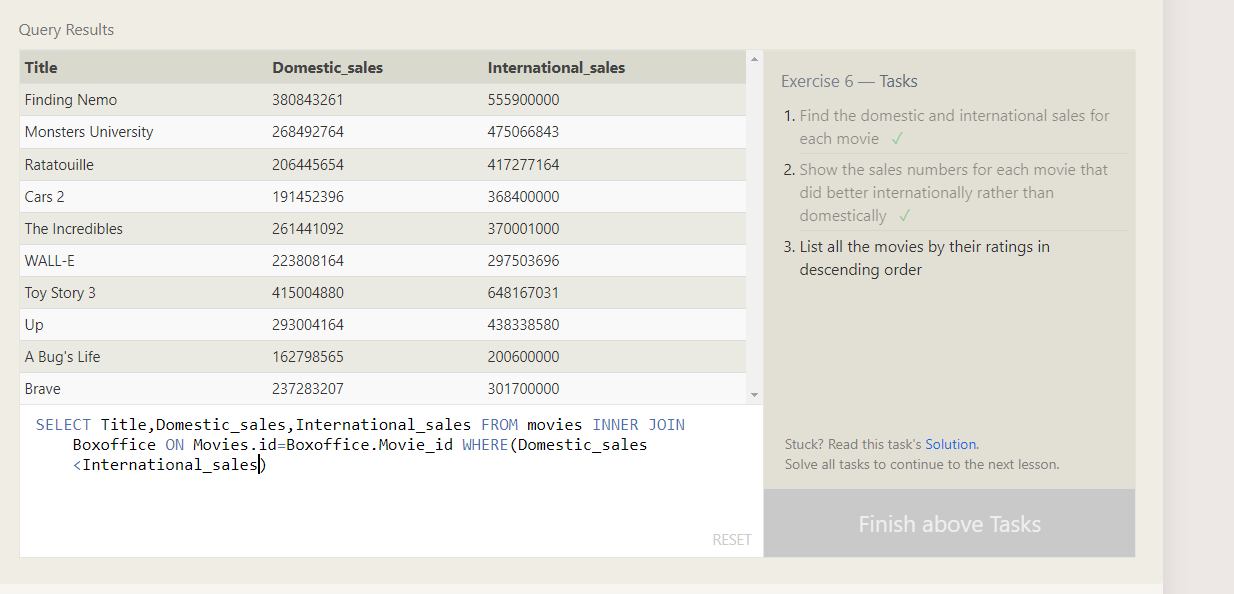 Query Results
Title Domestic_sales International_sales
Finding Nemo 380843261 555900000
Monsters University 268492764 475066843
Ratatouille 206445654 417277164
Cars 2 191452396 368400000
The Incredibles 261441092 370001000
WALL-E 223808164 297503696
Toy Story 3 415004880 648167031
Up 293004164 438338580
A Bug's Life 162798565 200600000
Brave 237283207 301700000
SELECT Title,Domestic_sales,International_sales FROM movies INNER JOIN
Boxoffice ON Movies.id=Boxoffice.Movie_id WHERE(Domestic_sales
<International_sales)
RESET
Exercise 6 — Tasks
1. Find the domestic and international sales for
each movie ✓
2. Show the sales numbers for each movie that
did better internationally rather than
domestically ✓
3. List all the movies by their ratings in
descending order
Stuck? Read this task's Solution.
Solve all tasks to continue to the next lesson.
Finish above Tasks